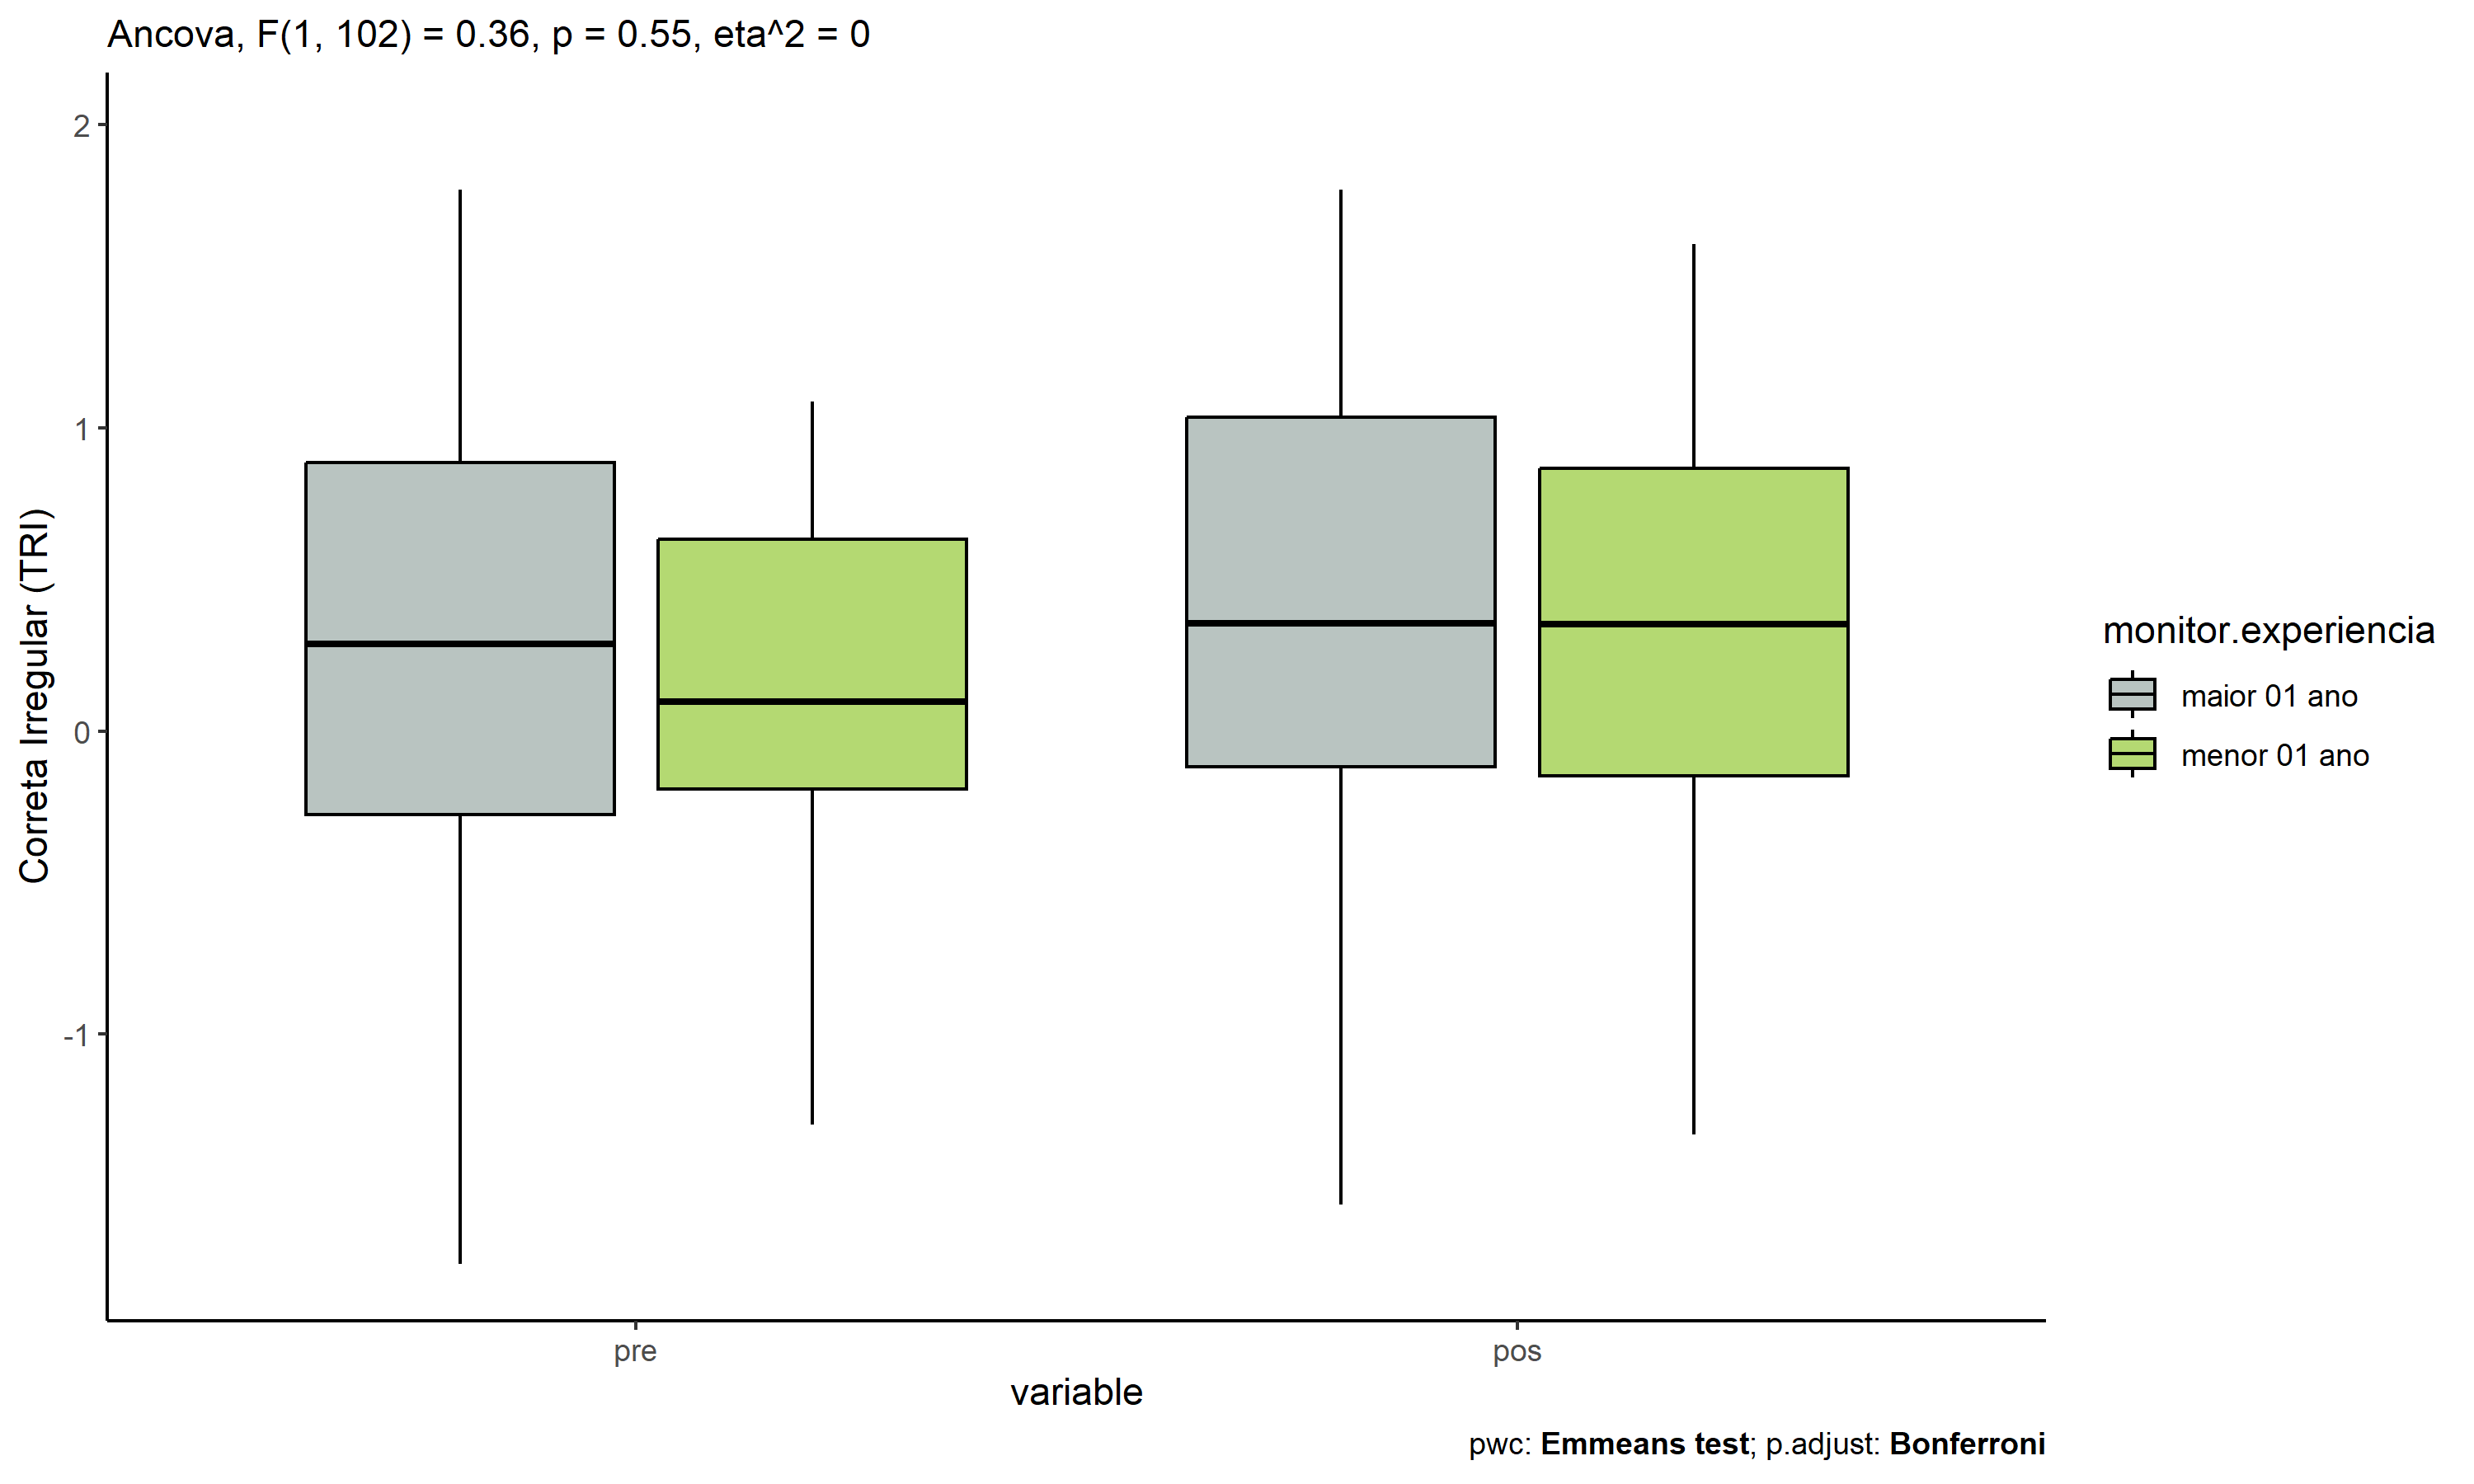 Ancova, F(1, 102) = 0.36, p = 0.55, eta^2 = 0
Correta Irregular (TRI)
2
1
0
-1
pre
pos
variable
monitor.experiencia
maior 01 ano
menor 01 ano
pwc: Emmeans test; p.adjust: Bonferroni